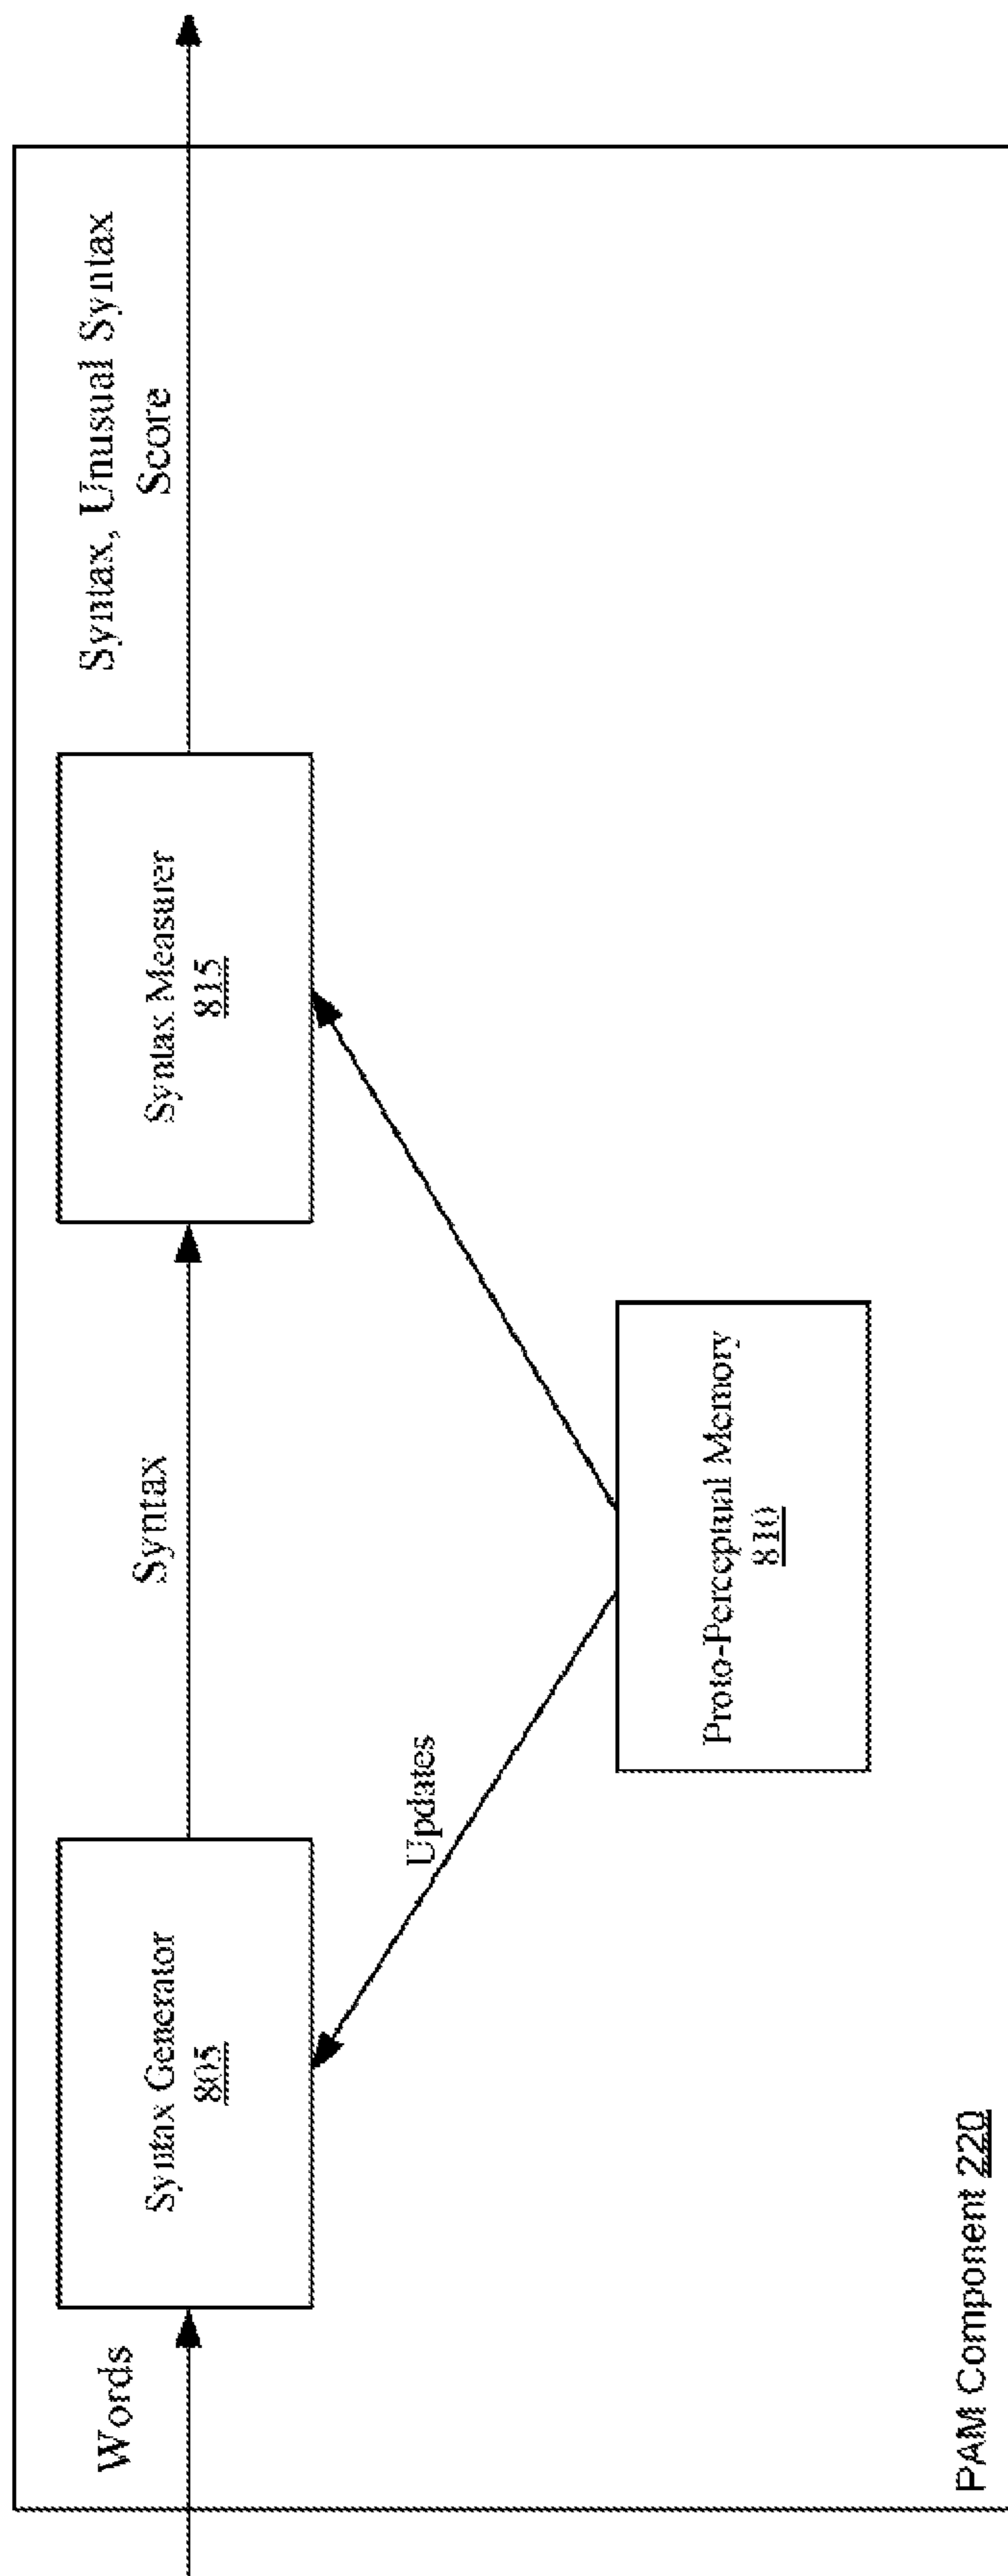 Words
Syntax Generator
805
Syntax
Syntax Measurer
815
Syntax, Unusual Syntax
Score
Updates
Proto-Perceptual Memory
810
PAM Component 220